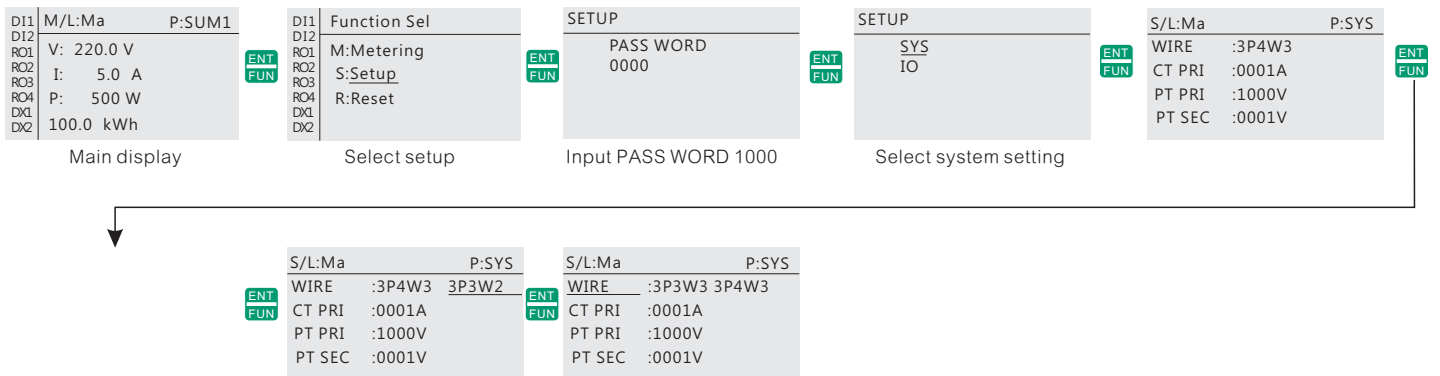 DI1
DI2
RO1
RO2
RO3
RO4
DX1
DX2
M/L:Ma P:SUM1
V: 220.0 V
I: 5.0 A
P: 500 W
100.0 kWh
Main display
ENT
FUN
DI1
DI2
RO1
RO2
RO3
RO4
DX1
DX2
Function Sel
M:Metering
S:Setup
R:Reset
Select setup
ENT
FUN
SETUP
PASS WORD
0000
Input PASS WORD 1000
ENT
FUN
SETUP
SYS
IO
Select system setting
ENT
FUN
S/L:Ma P:SYS
WIRE :3P4W3
CT PRI :0001A
PT PRI :1000V
PT SEC :0001V
ENT
FUN
ENT
FUN
S/L:Ma P:SYS
WIRE :3P4W3 3P3W2
CT PRI :0001A
PT PRI :1000V
PT SEC :0001V
ENT
FUN
S/L:Ma P:SYS
WIRE :3P3W3 3P4W3
CT PRI :0001A
PT PRI :1000V
PT SEC :0001V